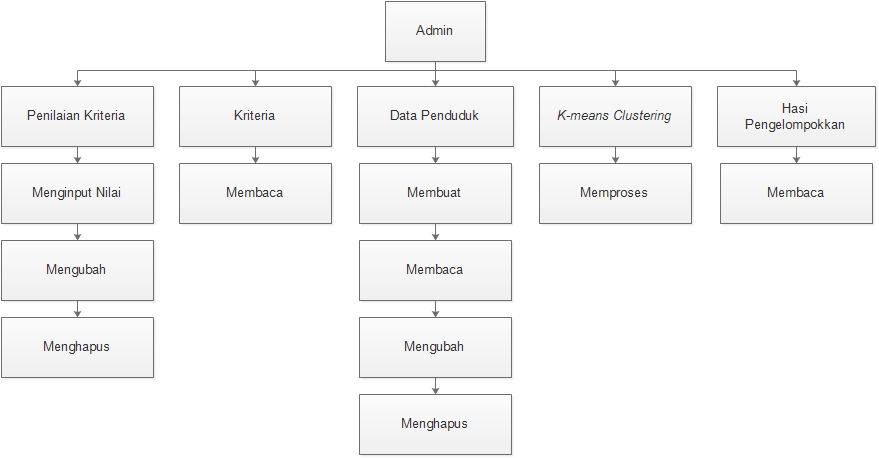 Admin
Penilaian Kriteria
Kriteria
Data Penduduk
K-means Clustering
Hasi
Pengelompokkan
Menginput Nilai
Membaca
Membuat
Memproses
Membaca
Mengubah
Membaca
Menghapus
Mengubah
Menghapus